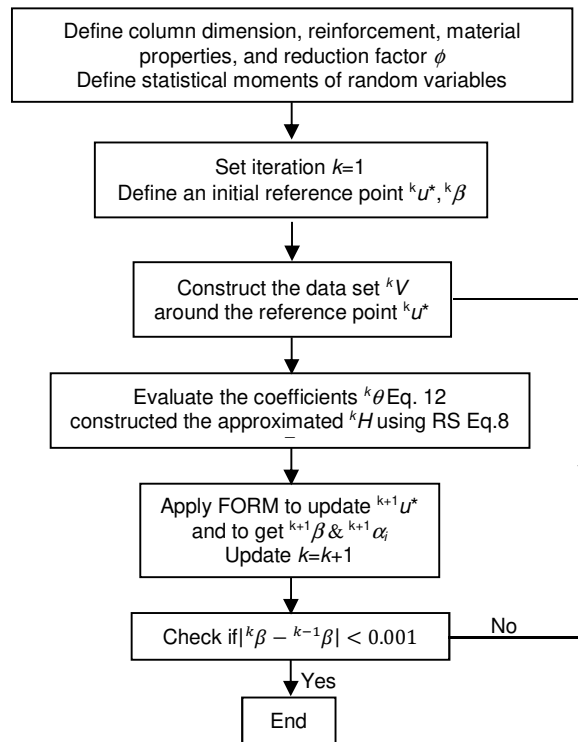 Define column dimension, reinforcement, material
properties, and reduction factor ϕ
Define statistical moments of random variables
Set iteration k=1
Define an initial reference point ᵏu*, ᵏβ
Construct the data set ᵏV
around the reference point ᵏu*
Evaluate the coefficients ᵏθ Eq. 12
constructed the approximated ᵏH using RS Eq.8
Apply FORM to update ᵏ⁺¹u*
and to get ᵏ⁺¹β & ᵏ⁺¹αᵢ
Update k=k+1
Check if|ᵏβ − ᵏ⁻¹β| < 0.001
No
Yes
End